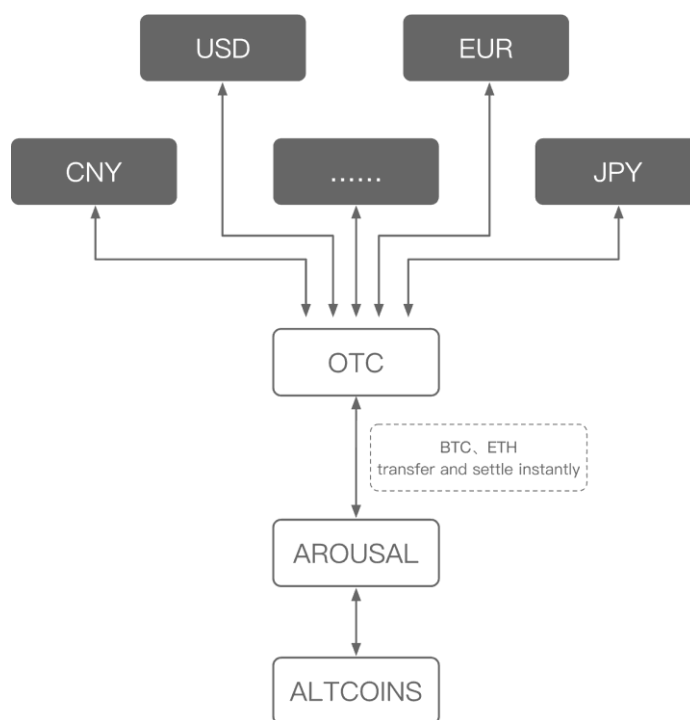 USD
EUR
CNY
......
JPY
OTC
BTC、ETH
transfer and settle instantly
AROUSAL
ALTCOINS